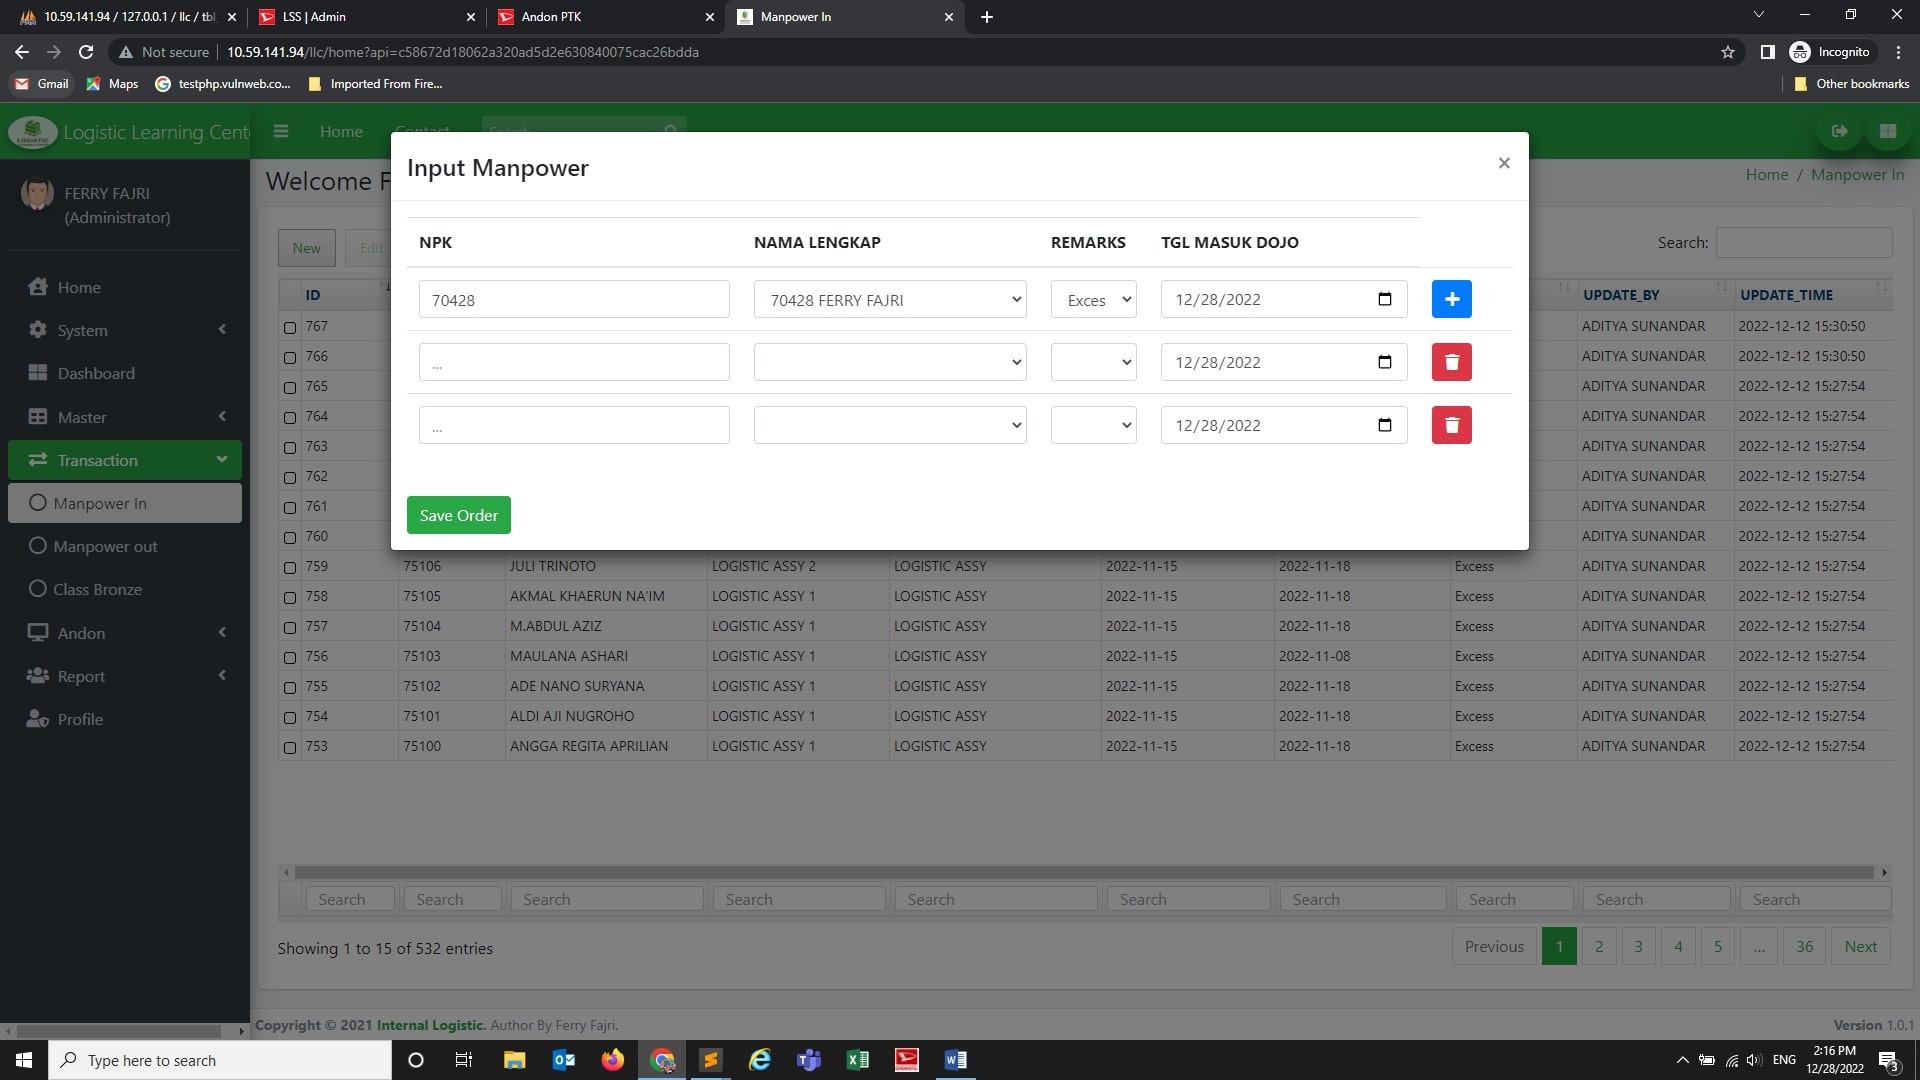 10.59.141.94 / 127.0.0.1 / llc / tbl_
LSS | Admin
Andon PTK
Manpower In
Not secure
10.59.141.94/llc/home?api=c58672d18062a320ad5d2e630840075cac26bdda
Incognito
Gmail
Maps
testphp.vulnweb.co...
Imported From Fire...
Other bookmarks
Logistic Learning Cent
Home
Contact
Search
Input Manpower
×
Welcome F
Home / Manpower In
FERRY FAJRI
(Administrator)
New
Edit
Search:
NPK NAMA LENGKAP REMARKS TGL MASUK DOJO
70428 70428 FERRY FAJRI Exces 12/28/2022
... 12/28/2022
... 12/28/2022
Save Order
Home
System
Dashboard
Master
Transaction
Manpower In
Manpower out
Class Bronze
Andon
Report
Profile
ID UPDATE_BY UPDATE_TIME
767 ADITYA SUNANDAR 2022-12-12 15:30:50
766 ADITYA SUNANDAR 2022-12-12 15:30:50
765 ADITYA SUNANDAR 2022-12-12 15:27:54
764 ADITYA SUNANDAR 2022-12-12 15:27:54
763 ADITYA SUNANDAR 2022-12-12 15:27:54
762 ADITYA SUNANDAR 2022-12-12 15:27:54
761 ADITYA SUNANDAR 2022-12-12 15:27:54
760 ADITYA SUNANDAR 2022-12-12 15:27:54
759 75106 JULI TRINOTO LOGISTIC ASSY 2 LOGISTIC ASSY 2022-11-15 2022-11-18 Excess ADITYA SUNANDAR 2022-12-12 15:27:54
758 75105 AKMAL KHAERUN NA'IM LOGISTIC ASSY 1 LOGISTIC ASSY 2022-11-15 2022-11-18 Excess ADITYA SUNANDAR 2022-12-12 15:27:54
757 75104 M.ABDUL AZIZ LOGISTIC ASSY 1 LOGISTIC ASSY 2022-11-15 2022-11-18 Excess ADITYA SUNANDAR 2022-12-12 15:27:54
756 75103 MAULANA ASHARI LOGISTIC ASSY 1 LOGISTIC ASSY 2022-11-15 2022-11-08 Excess ADITYA SUNANDAR 2022-12-12 15:27:54
755 75102 ADE NANO SURYANA LOGISTIC ASSY 1 LOGISTIC ASSY 2022-11-15 2022-11-18 Excess ADITYA SUNANDAR 2022-12-12 15:27:54
754 75101 ALDI AJI NUGROHO LOGISTIC ASSY 1 LOGISTIC ASSY 2022-11-15 2022-11-18 Excess ADITYA SUNANDAR 2022-12-12 15:27:54
753 75100 ANGGA REGITA APRILIAN LOGISTIC ASSY 1 LOGISTIC ASSY 2022-11-15 2022-11-18 Excess ADITYA SUNANDAR 2022-12-12 15:27:54
Search Search Search Search Search Search Search Search Search Search
Showing 1 to 15 of 532 entries
Previous 1 2 3 4 5 ... 36 Next
Copyright © 2021 Internal Logistic. Author By Ferry Fajri.
Version 1.0.1
Type here to search
ENG
2:16 PM
12/28/2022
3